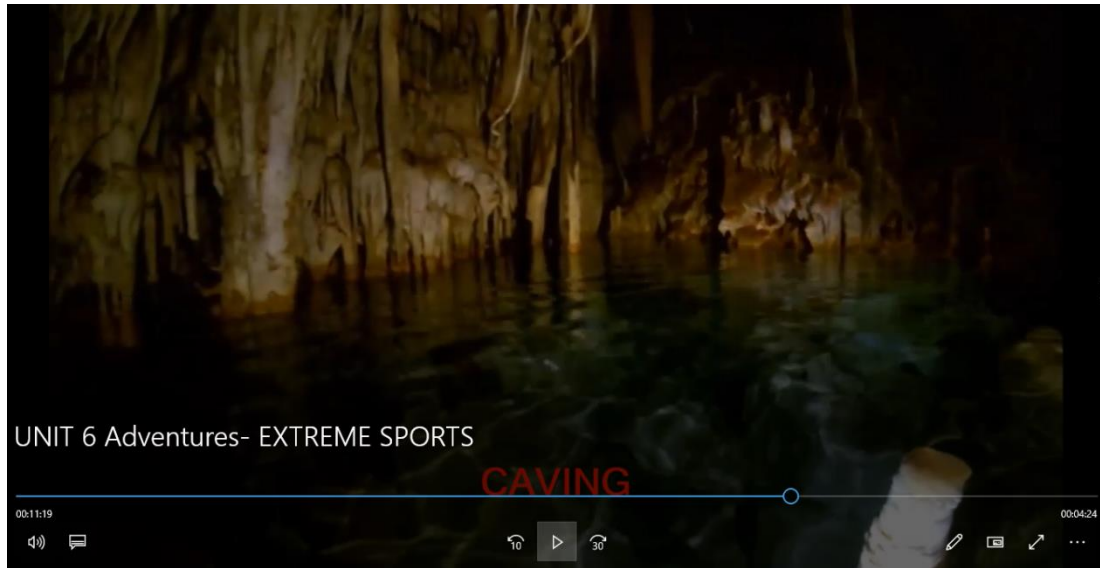 UNIT 6 Adventures- EXTREME SPORTS
CAVING
00:11:19
00:04:24
10
30